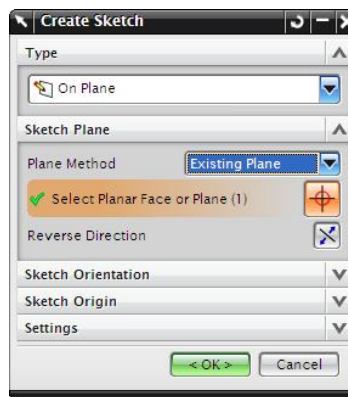 Create Sketch
Type
On Plane
Sketch Plane
Plane Method Existing Plane
Select Planar Face or Plane (1)
Reverse Direction
Sketch Orientation
Sketch Origin
Settings
< OK > Cancel